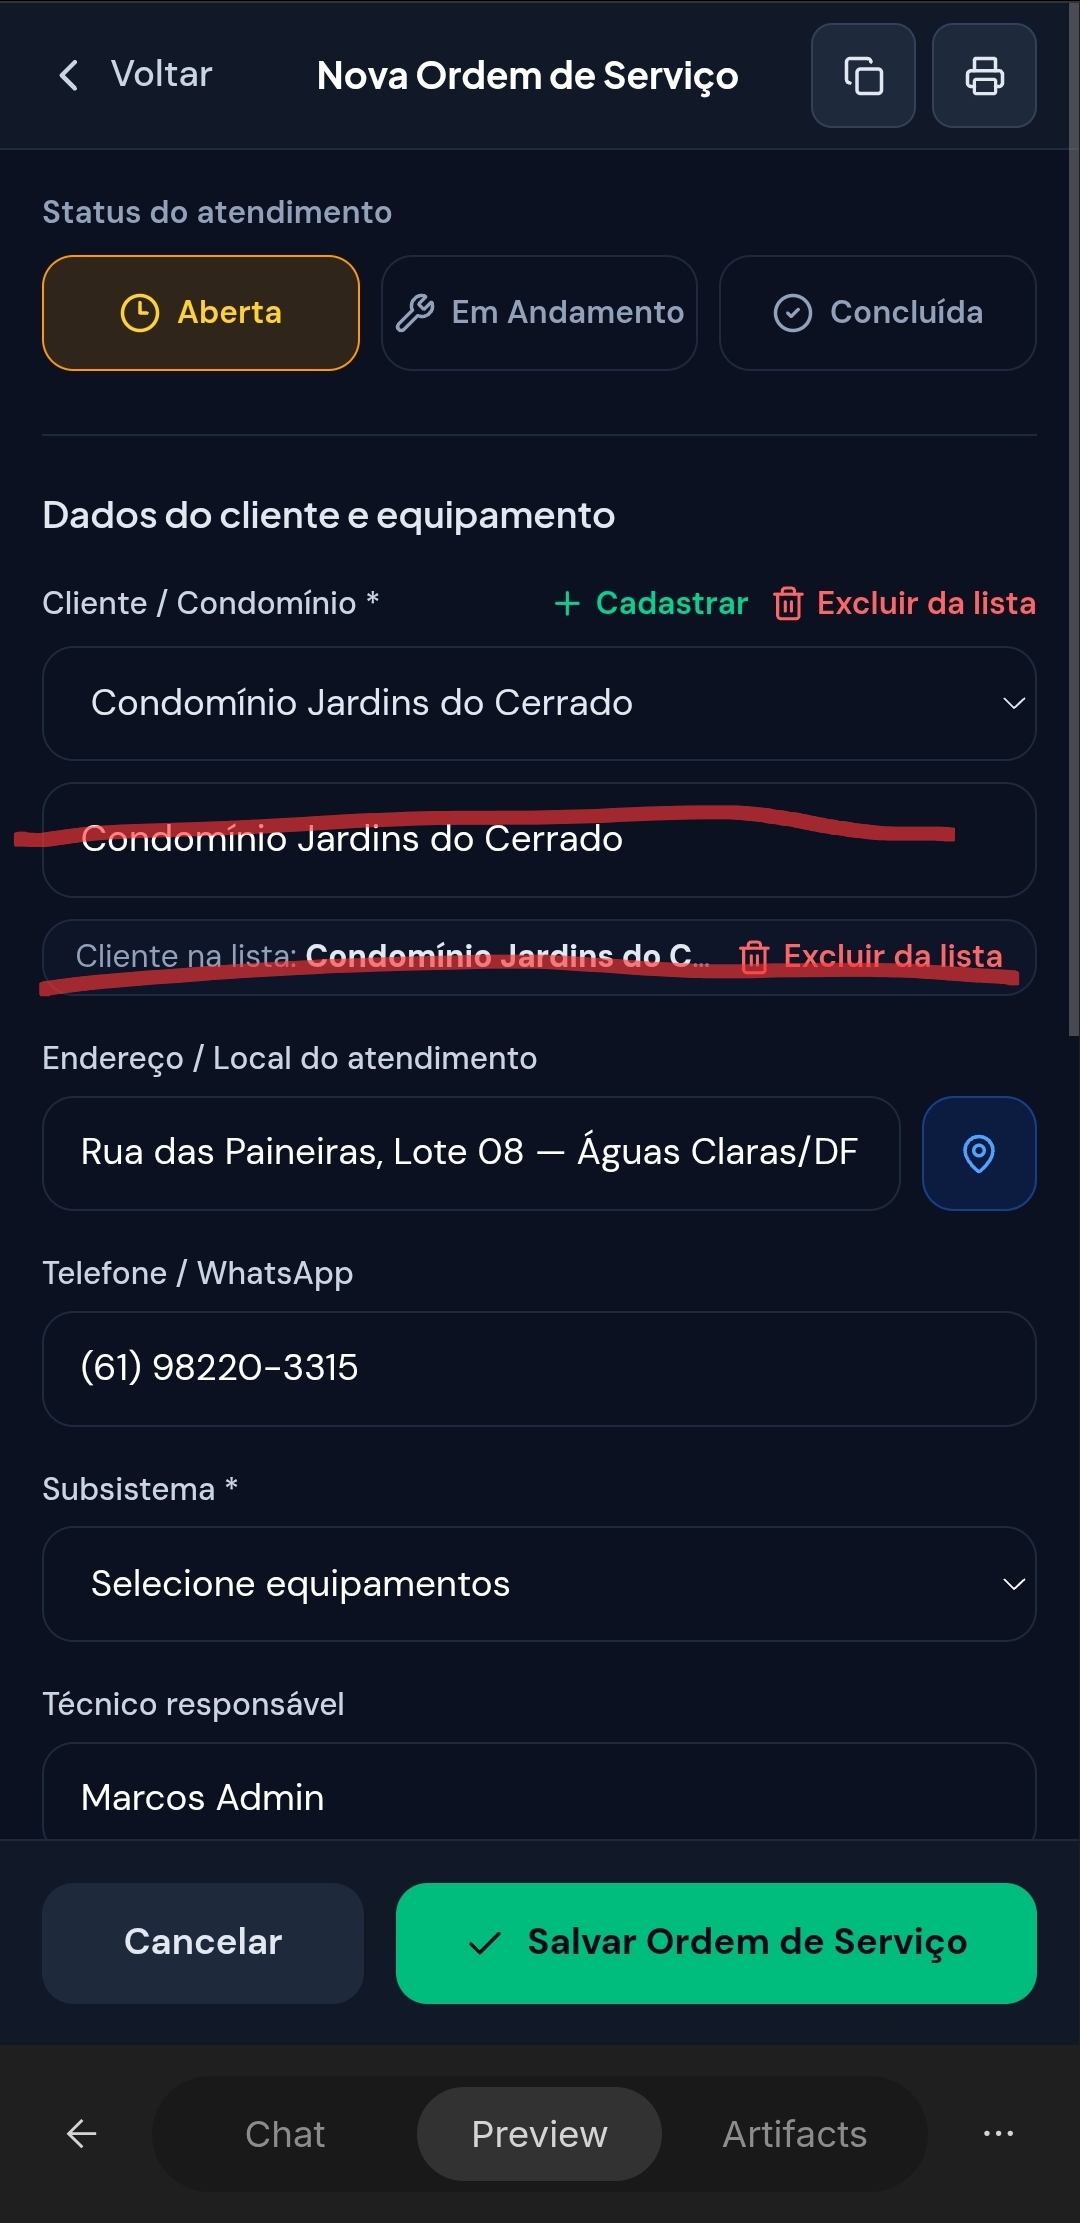 Voltar
Nova Ordem de Serviço
Status do atendimento
Aberta
Em Andamento
Concluída
Dados do cliente e equipamento
Cliente / Condomínio *
Cadastrar
Excluir da lista
Condomínio Jardins do Cerrado
Condomínio Jardins do Cerrado
Cliente na lista: Condomínio Jardins do C...
Excluir da lista
Endereço / Local do atendimento
Rua das Paineiras, Lote 08 — Águas Claras/DF
Telefone / WhatsApp
(61) 98220-3315
Subsistema *
Selecione equipamentos
Técnico responsável
Marcos Admin
Cancelar
Salvar Ordem de Serviço
Chat
Preview
Artifacts